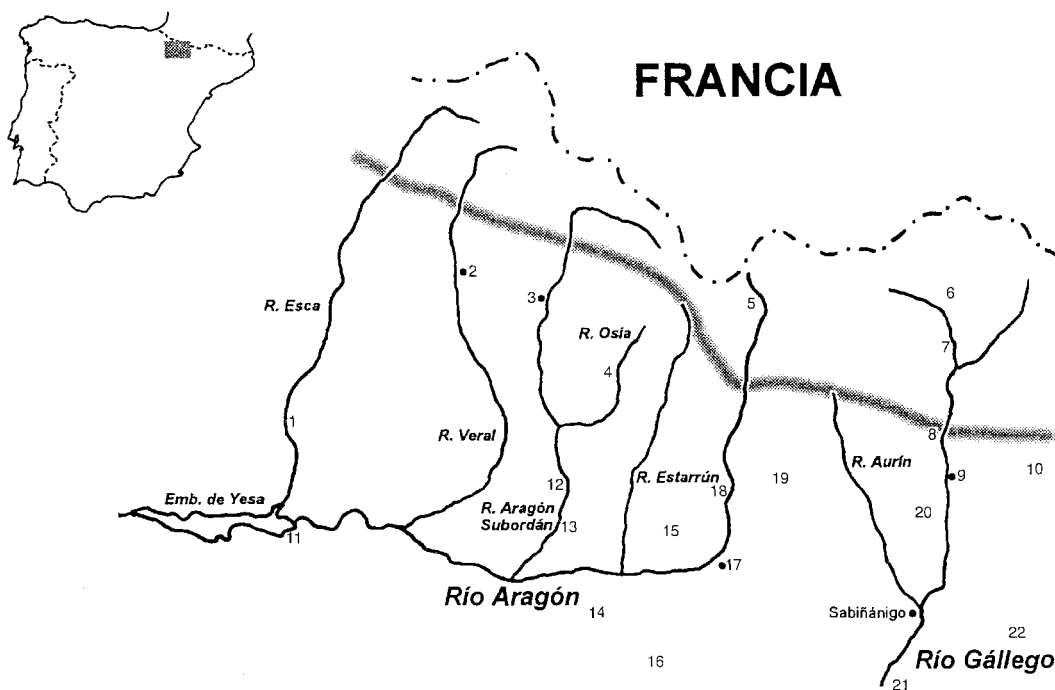 FRANCIA
6
5
2
3
R. Esca
R. Osia
7
4
1
8
R. Veral
R. Aurín
9
10
19
R. Estarrún
Emb. de Yesa
12
18
R. Aragón
Subordán
13
15
20
11
17
Río Aragón
14
Sabiñánigo
22
16
Río Gállego
21